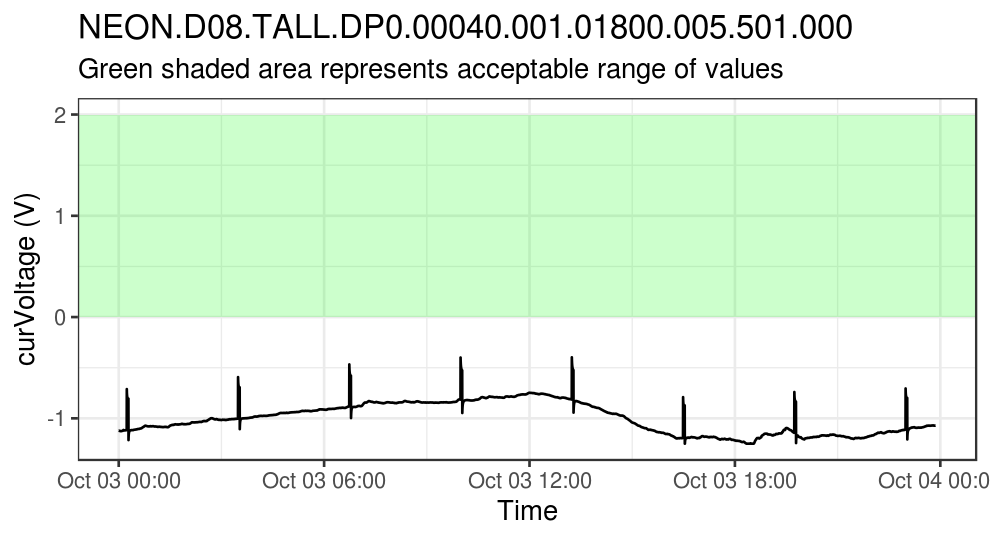 NEON.D08.TALL.DP0.00040.001.01800.005.501.000
Green shaded area represents acceptable range of values
curVoltage (V)
2
1
0
-1
Oct 03 00:00 Oct 03 06:00 Oct 03 12:00 Oct 03 18:00 Oct 04 00:0
Time